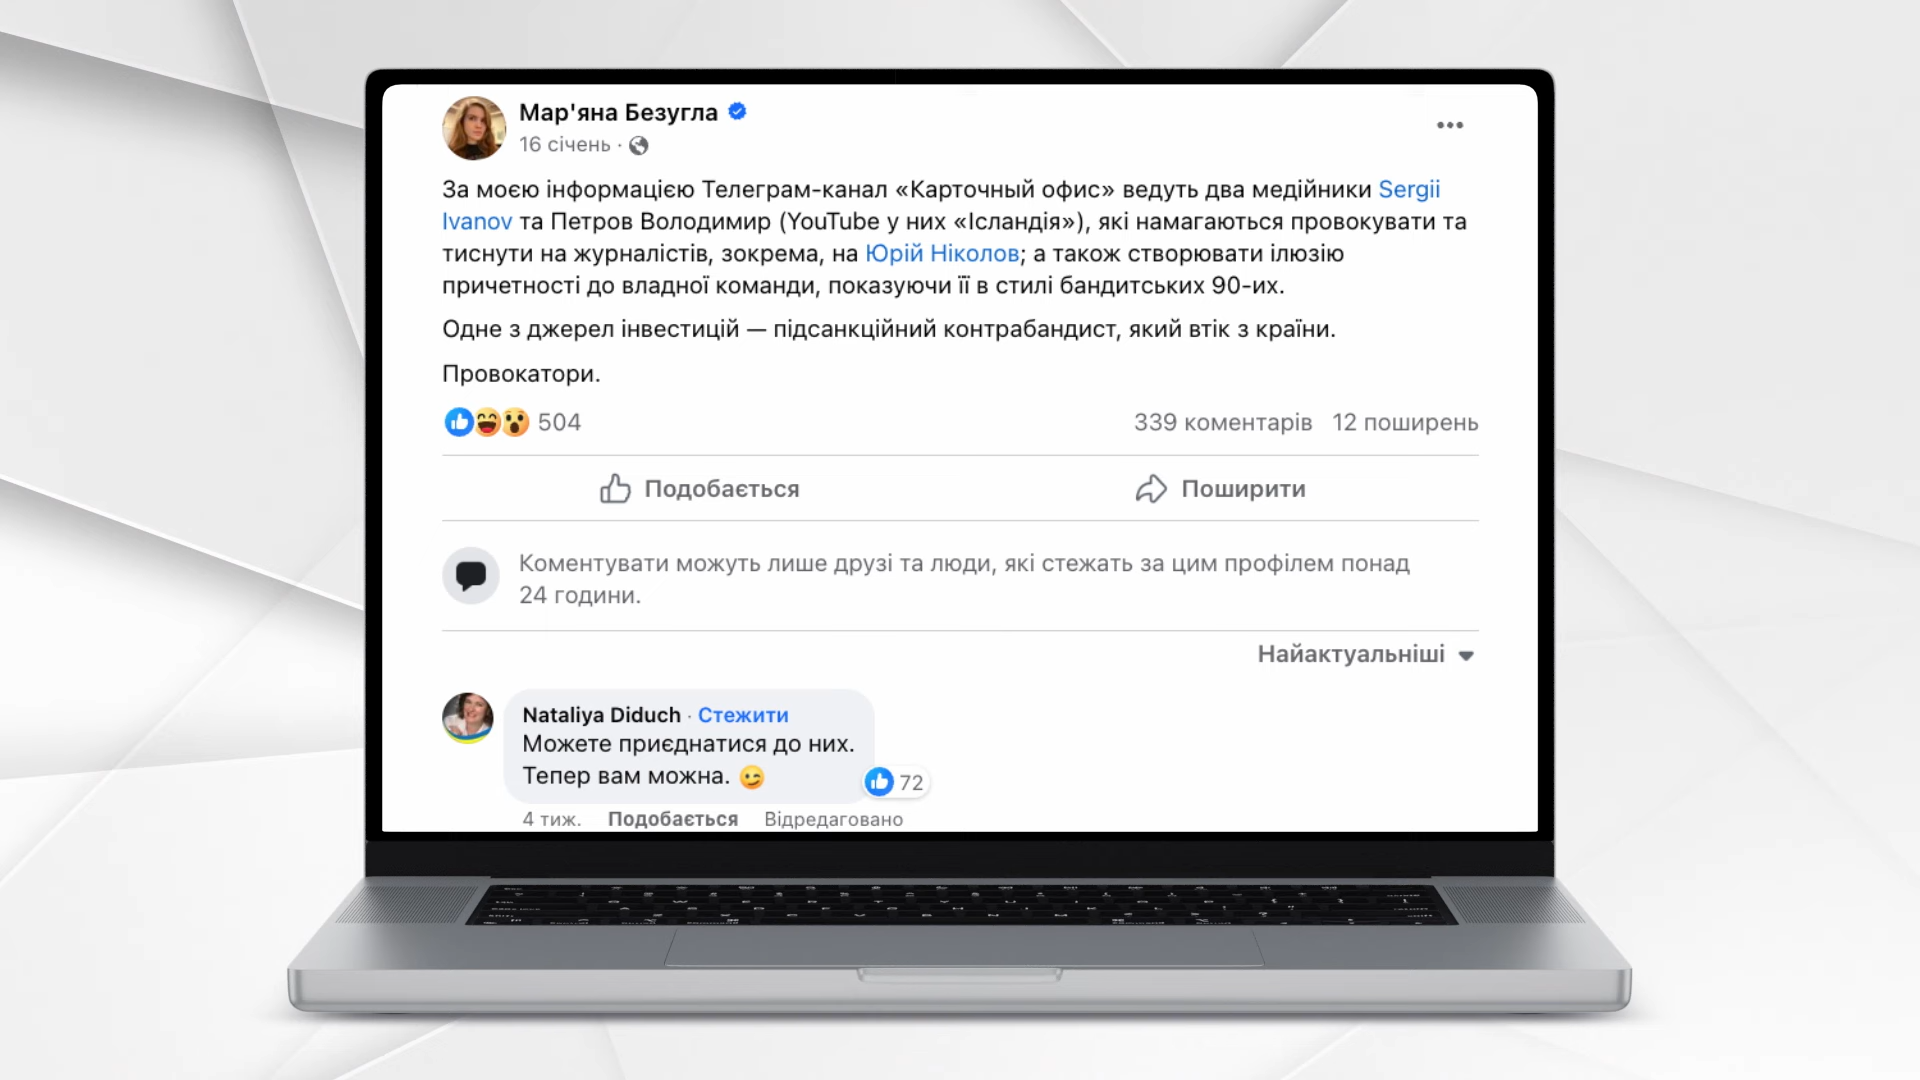 Мар'яна Безугла
16 січень ·
За моєю інформацією Телеграм-канал «Карточный офис» ведуть два медійники Sergii
Ivanov та Петров Володимир (YouTube у них «Ісландія»), які намагаються провокувати та
тиснути на журналістів, зокрема, на Юрій Ніколов; а також створювати ілюзію
причетності до владної команди, показуючи її в стилі бандитських 90-их.
Одне з джерел інвестицій — підсанкційний контрабандист, який втік з країни.
Провокатори.
504
339 коментарів 12 поширень
Подобається Поширити
Коментувати можуть лише друзі та люди, які стежать за цим профілем понад
24 години.
Найактуальніші
Nataliya Diduch · Стежити
Можете приєднатися до них.
Тепер вам можна. 😉
72
4 тиж. Подобається Відредаговано